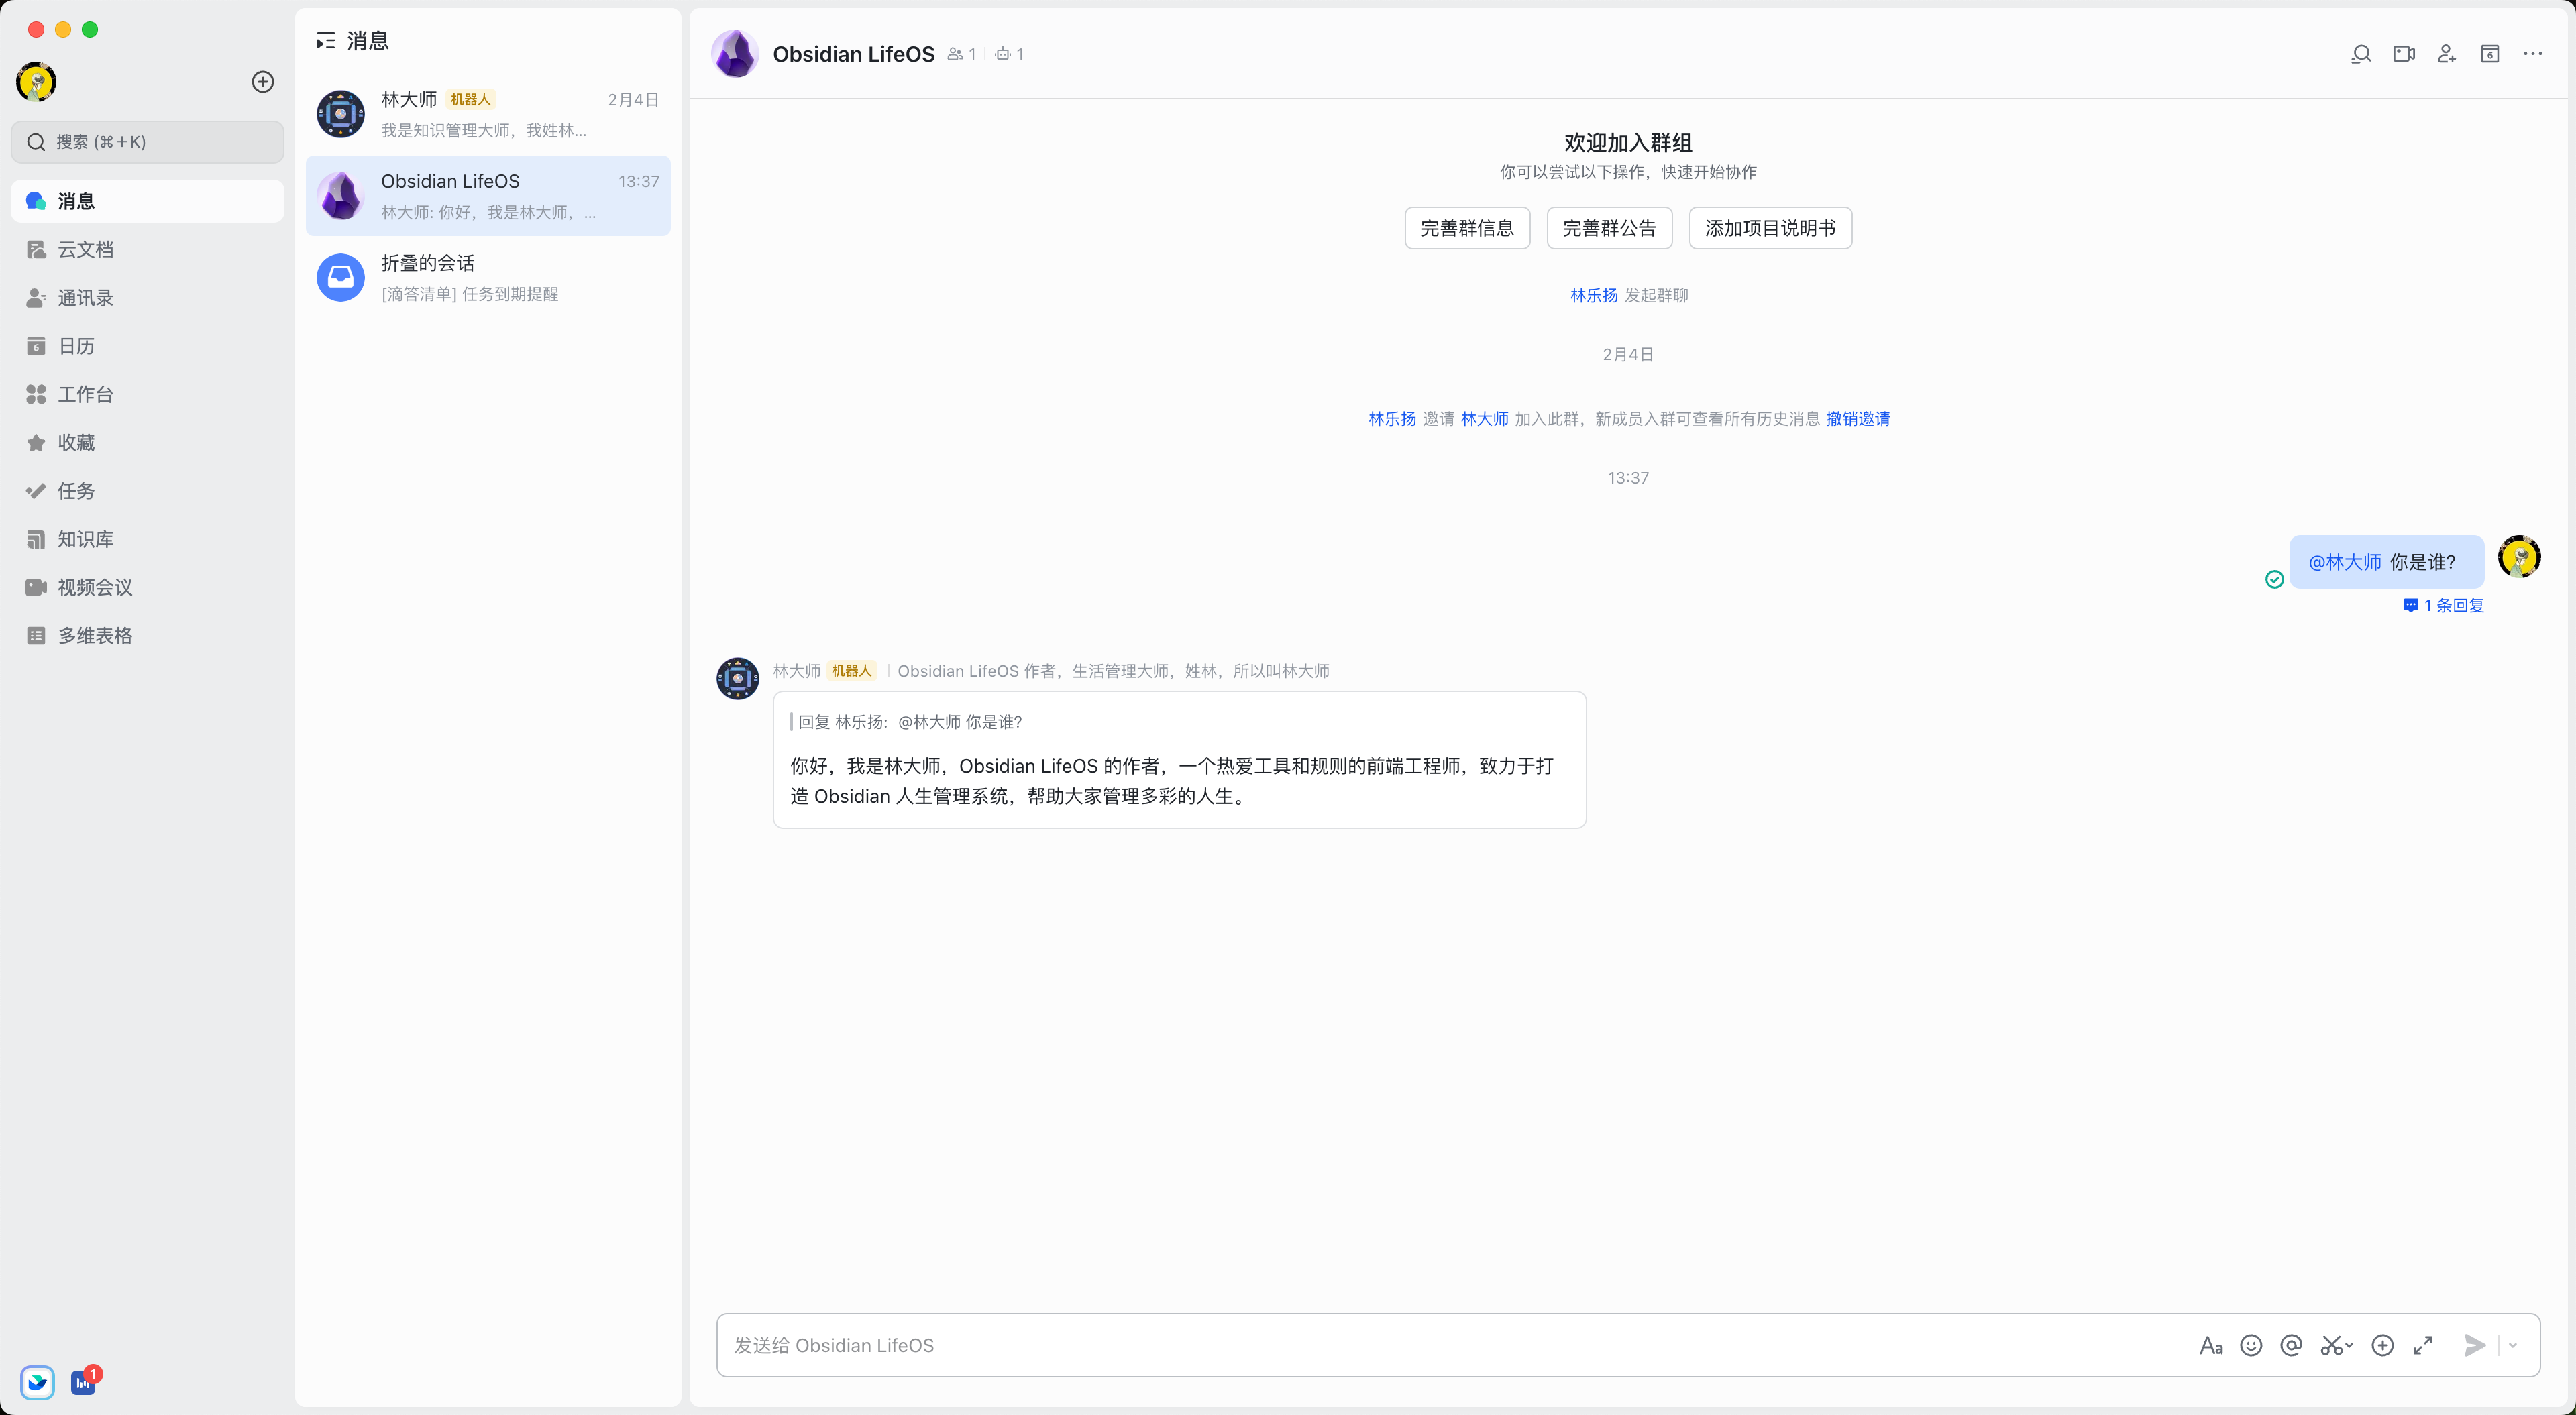 搜索 (⌘+K)
消息
云文档
6
通讯录
日历
工作台
收藏
任务
知识库
视频会议
多维表格
1
消息
林大师 机器人 2月4日
我是知识管理大师，我姓林...
Obsidian LifeOS 13:37
林大师: 你好，我是林大师，...
折叠的会话
[滴答清单] 任务到期提醒
Obsidian LifeOS 1 1
6
欢迎加入群组
你可以尝试以下操作，快速开始协作
完善群信息 完善群公告 添加项目说明书
林乐扬 发起群聊
2月4日
林乐扬 邀请 林大师 加入此群，新成员入群可查看所有历史消息 撤销邀请
13:37
@林大师 你是谁?
1 条回复
林大师 机器人 Obsidian LifeOS 作者，生活管理大师，姓林，所以叫林大师
回复 林乐扬: @林大师 你是谁?
你好，我是林大师，Obsidian LifeOS 的作者，一个热爱工具和规则的前端工程师，致力于打
造 Obsidian 人生管理系统，帮助大家管理多彩的人生。
发送给 Obsidian LifeOS
Aa